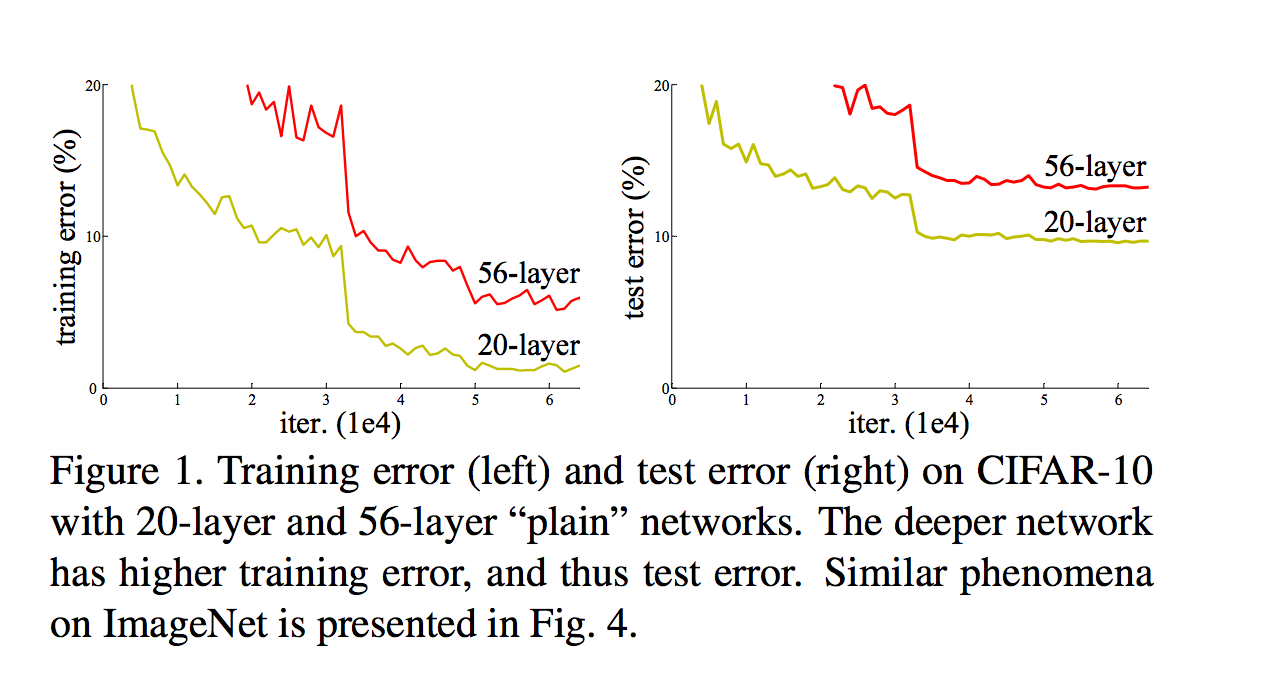 20
10
0
training error (%)
0 1 2 3 4 5 6
iter. (1e4)
56-layer
20-layer
20
10
0
test error (%)
0 1 2 3 4 5 6
iter. (1e4)
56-layer
20-layer
Figure 1. Training error (left) and test error (right) on CIFAR-10
with 20-layer and 56-layer “plain” networks. The deeper network
has higher training error, and thus test error. Similar phenomena
on ImageNet is presented in Fig. 4.